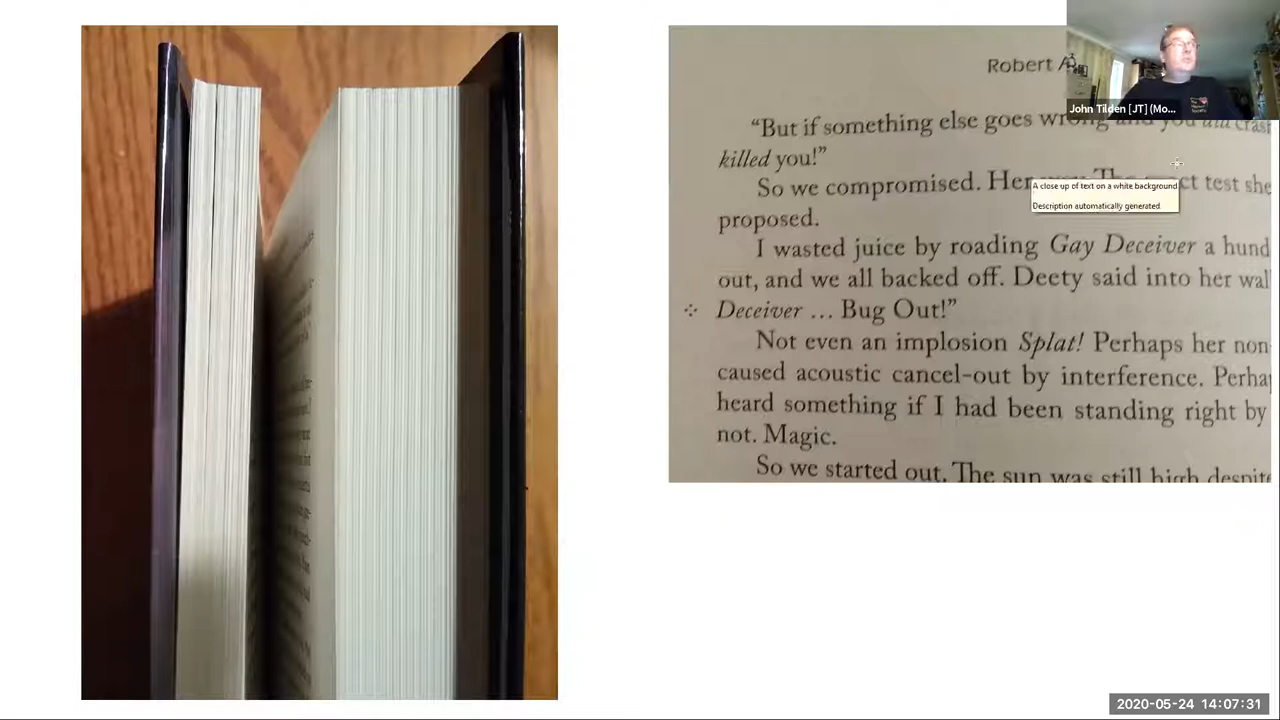 Robert A
John Tilden [JT] (Mo...
"But if something else goes wrong and you did crash
killed you!"
So we compromised. Her test she
proposed.
A close up of text on a white background
Description automatically generated
I wasted juice by roading Gay Deceiver a hund
out, and we all backed off. Deety said into her wal
Deceiver … Bug Out!"
Not even an implosion Splat! Perhaps her non-
caused acoustic cancel-out by interference. Perhap
heard something if I had been standing right by
not. Magic.
So we started out. The sun was still high despite
2020-05-24 14:07:31